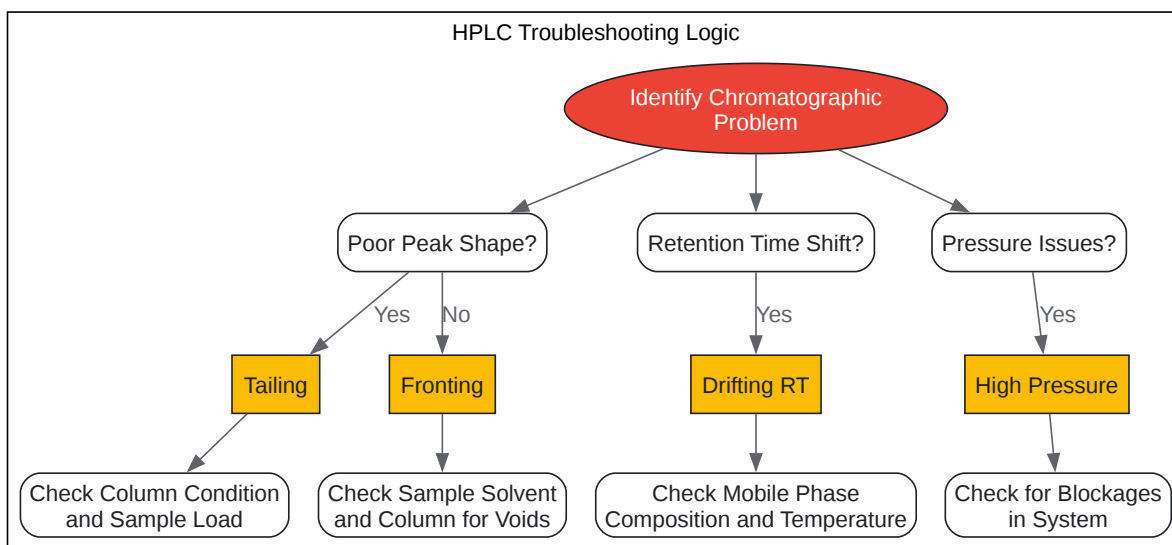 HPLC Troubleshooting Logic
Identify Chromatographic
Problem
Poor Peak Shape?
Retention Time Shift?
Pressure Issues?
Yes
No
Yes
Yes
Tailing
Fronting
Drifting RT
High Pressure
Check Column Condition
and Sample Load
Check Sample Solvent
and Column for Voids
Check Mobile Phase
Composition and Temperature
Check for Blockages
in System